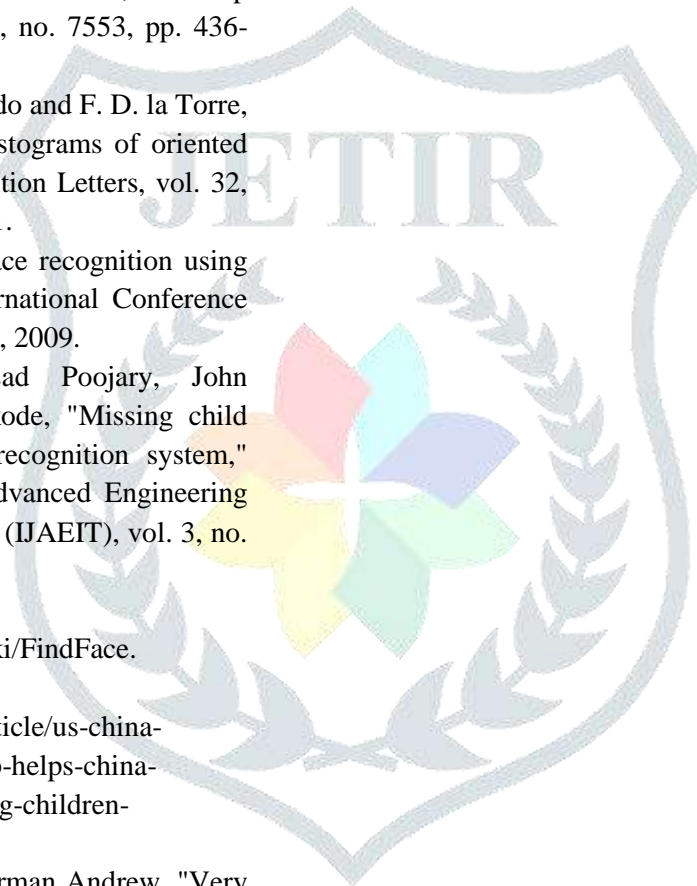 , no. 7553, pp. 436-
do and F. D. la Torre,
stograms of oriented
tion Letters, vol. 32,
JETIR
ace recognition using
rnational Conference
, 2009.
ad Poojary, John
kode, "Missing child
recognition system,"
dvanced Engineering
(IJAEIT), vol. 3, no.
ki/FindFace.
ticle/us-china-
o-helps-china-
g-children-
rman Andrew, "Very